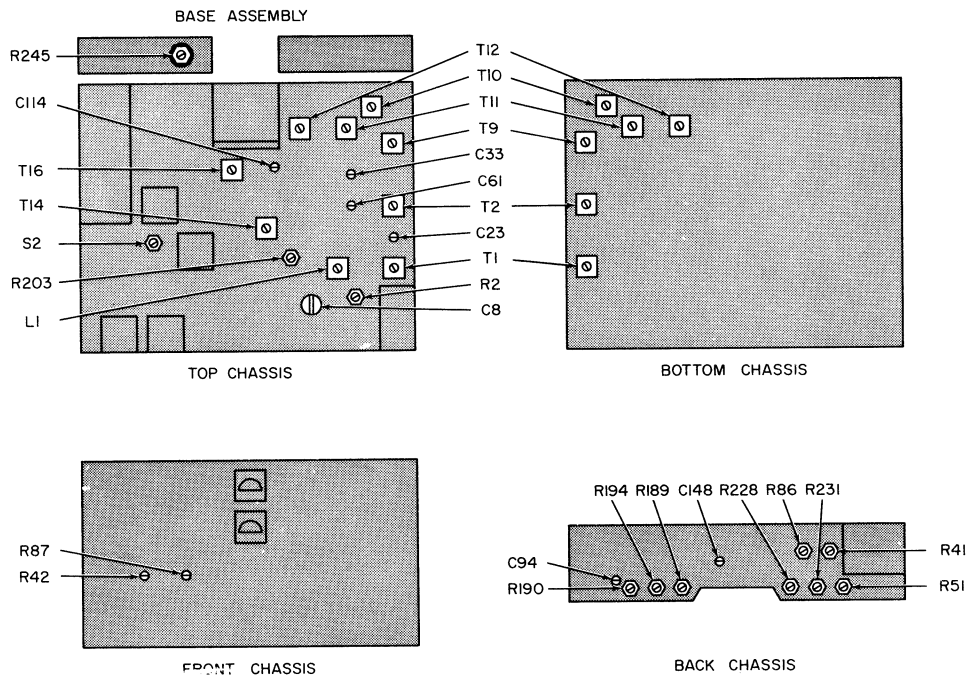 BASE ASSEMBLY
R245
C114
T16
T14
S2
R203
L1
T12
T10
T11
T9
C33
C61
T2
C23
T1
R2
C8
TOP CHASSIS
BOTTOM CHASSIS
R87
R42
FRONT CHASSIS
R194 R189 C148 R228 R86 R231
R41
C94
R190
R51
BACK CHASSIS